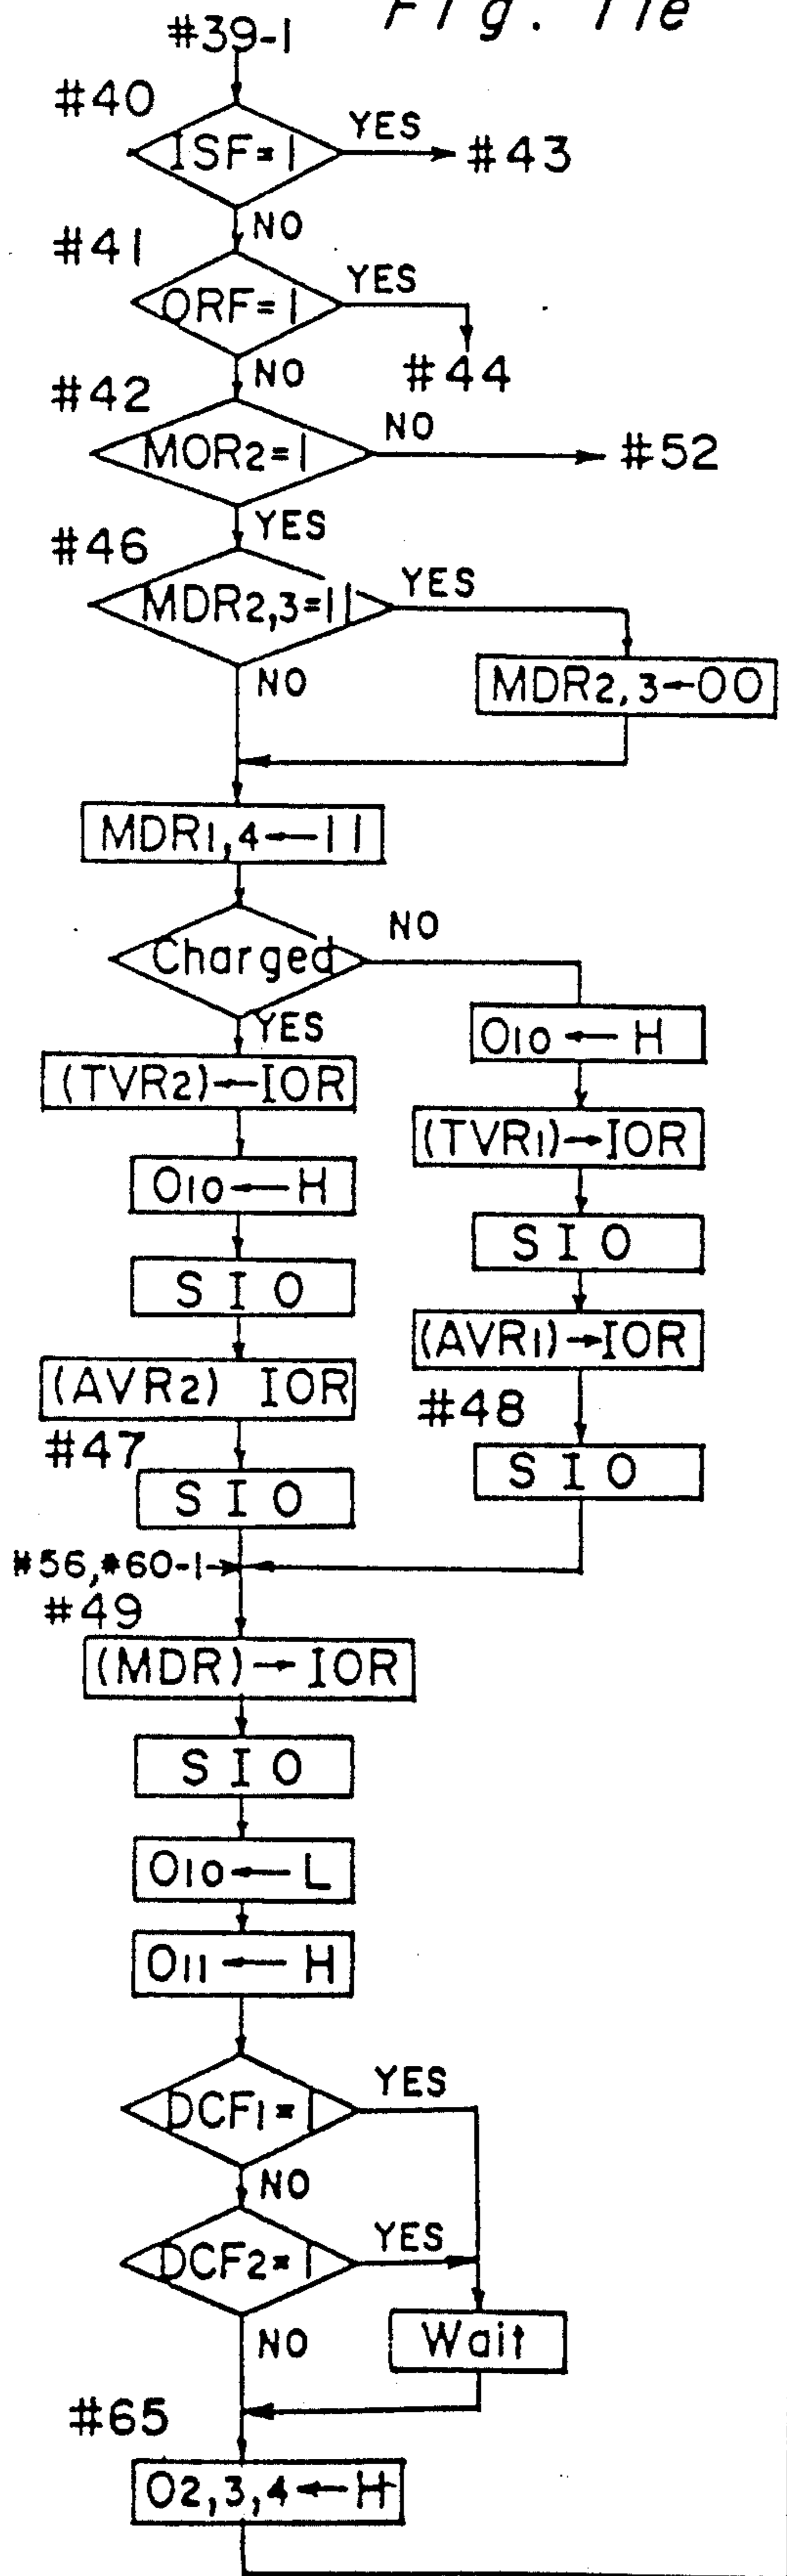 Fig. 11e
#39-1
#40
ISF=1
YES
#43
NO
#41
ORF=1
YES
#44
NO
#42
MOR2=1
NO
#52
YES
#46
MDR2,3=11
YES
MDR2,3←00
NO
MDR1,4←11
Charged
NO
YES
O10←H
(TVR2)←IOR
(TVR1)→IOR
O10←H
SIO
SIO
(AVR1)→IOR
(AVR2) IOR
#48
#47
SIO
SIO
#56,#60-1
#49
(MDR)→IOR
SIO
O10←L
O11←H
DCF1=1
YES
NO
DCF2=1
YES
NO
Wait
#65
O2,3,4←H